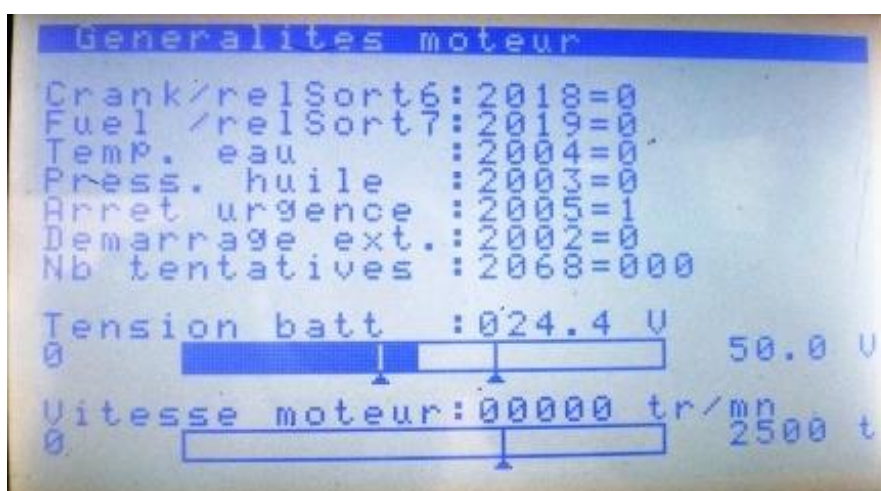 Generalites moteur
Crank/relSort6:2018=0
Fuel /relSort7:2019=0
Temp. eau :2004=0
Press. huile :2003=0
Arret urgence :2005=1
Demarrage ext.:2002=0
Nb tentatives :2068=000
Tension batt :024.4 V
0 50.0 V
Vitesse moteur:00000 tr/mn
0 2500 t